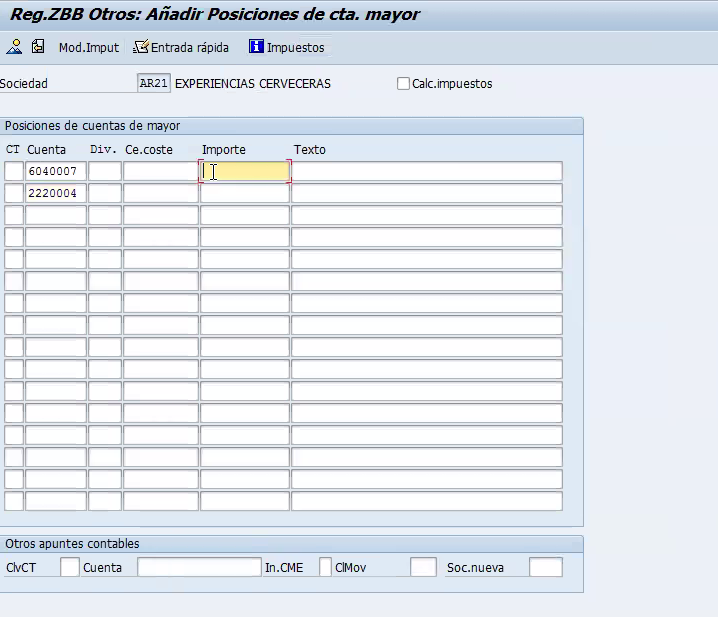 Reg.ZBB Otros: Añadir Posiciones de cta. mayor
Mod.Imput Entrada rápida Impuestos
Sociedad AR21 EXPERIENCIAS CERVECERAS Calc.impuestos
Posiciones de cuentas de mayor
CT Cuenta Div. Ce.coste Importe Texto
6040007
2220004
Otros apuntes contables
ClvCT Cuenta In.CME ClMov Soc.nueva